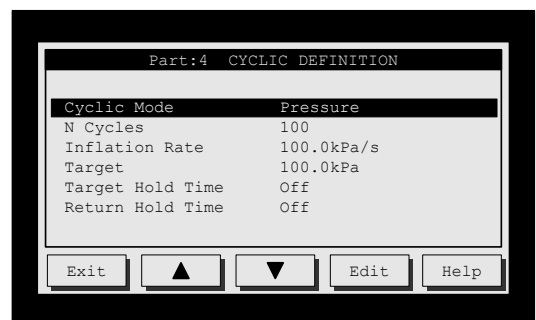 Part:4 CYCLIC DEFINITION
Cyclic Mode Pressure
N Cycles 100
Inflation Rate 100.0kPa/s
Target 100.0kPa
Target Hold Time Off
Return Hold Time Off
Exit ▲ ▼ Edit Help